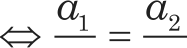 ⇔ a₁ / = a₂ /